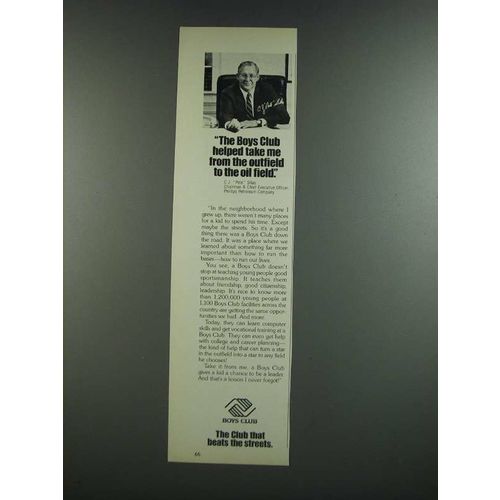 "The Boys Club
helped take me
from the outfield
to the oil field."
C.J. "Pete" Silas
Chairman & Chief Executive Officer
Phillips Petroleum Company
"In the neighborhood where I
grew up, there weren't many places
for a kid to spend his time. Except
maybe the streets. So it's a good
thing there was a Boys Club down
the road. It was a place where we
learned about something far more
important than how to run the
bases—how to run our lives.
You see, a Boys Club doesn't
stop at teaching young people good
sportsmanship. It teaches them
about friendship, good citizenship,
leadership. It's nice to know more
than 1,200,000 young people at
1,100 Boys Club facilities across the
country are getting the same oppor-
tunities we had. And more.
Today, they can learn computer
skills and get vocational training at a
Boys Club. They can even get help
with college and career planning—
the kind of help that can turn a star
in the outfield into a star in any field
he chooses!
Take it from me, a Boys Club
gives a kid a chance to be a leader.
And that's a lesson I never forgot!"
BOYS CLUB
The Club that
beats the streets.
66